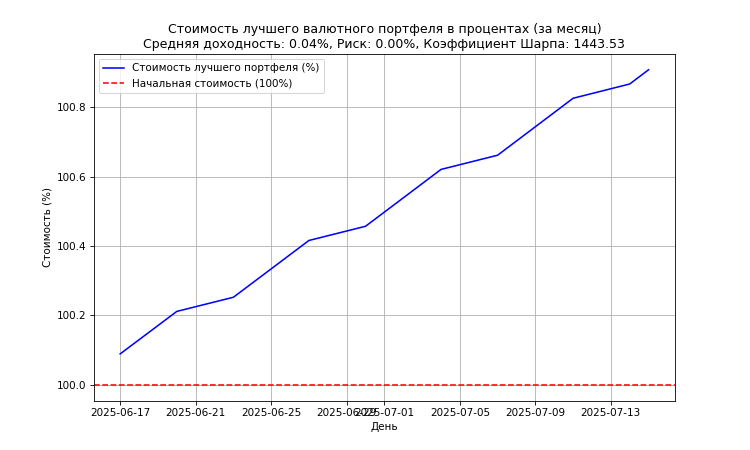 Стоимость лучшего валютного портфеля в процентах (за месяц)
Средняя доходность: 0.04%, Риск: 0.00%, Коэффициент Шарпа: 1443.53
Стоимость лучшего портфеля (%)
Начальная стоимость (100%)
Стоимость (%)
100.8
100.6
100.4
100.2
100.0
2025-06-17 2025-06-21 2025-06-25 2025-06-29 2025-07-01 2025-07-05 2025-07-09 2025-07-13
День